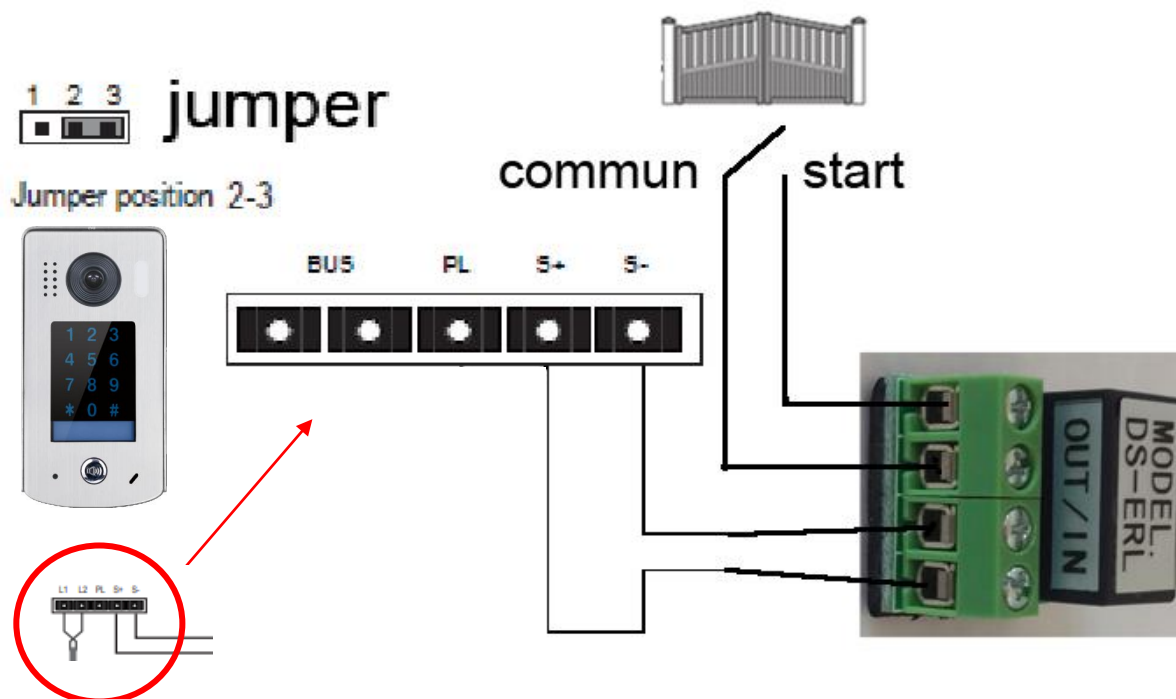 1 2 3
jumper
Jumper position 2-3
commun
start
BUS PL S+ S-
1 2 3
4 5 6
7 8 9
* 0 #
L1 L2 PL S+ S-
MODEL.
DS-ERL
OUT/IN